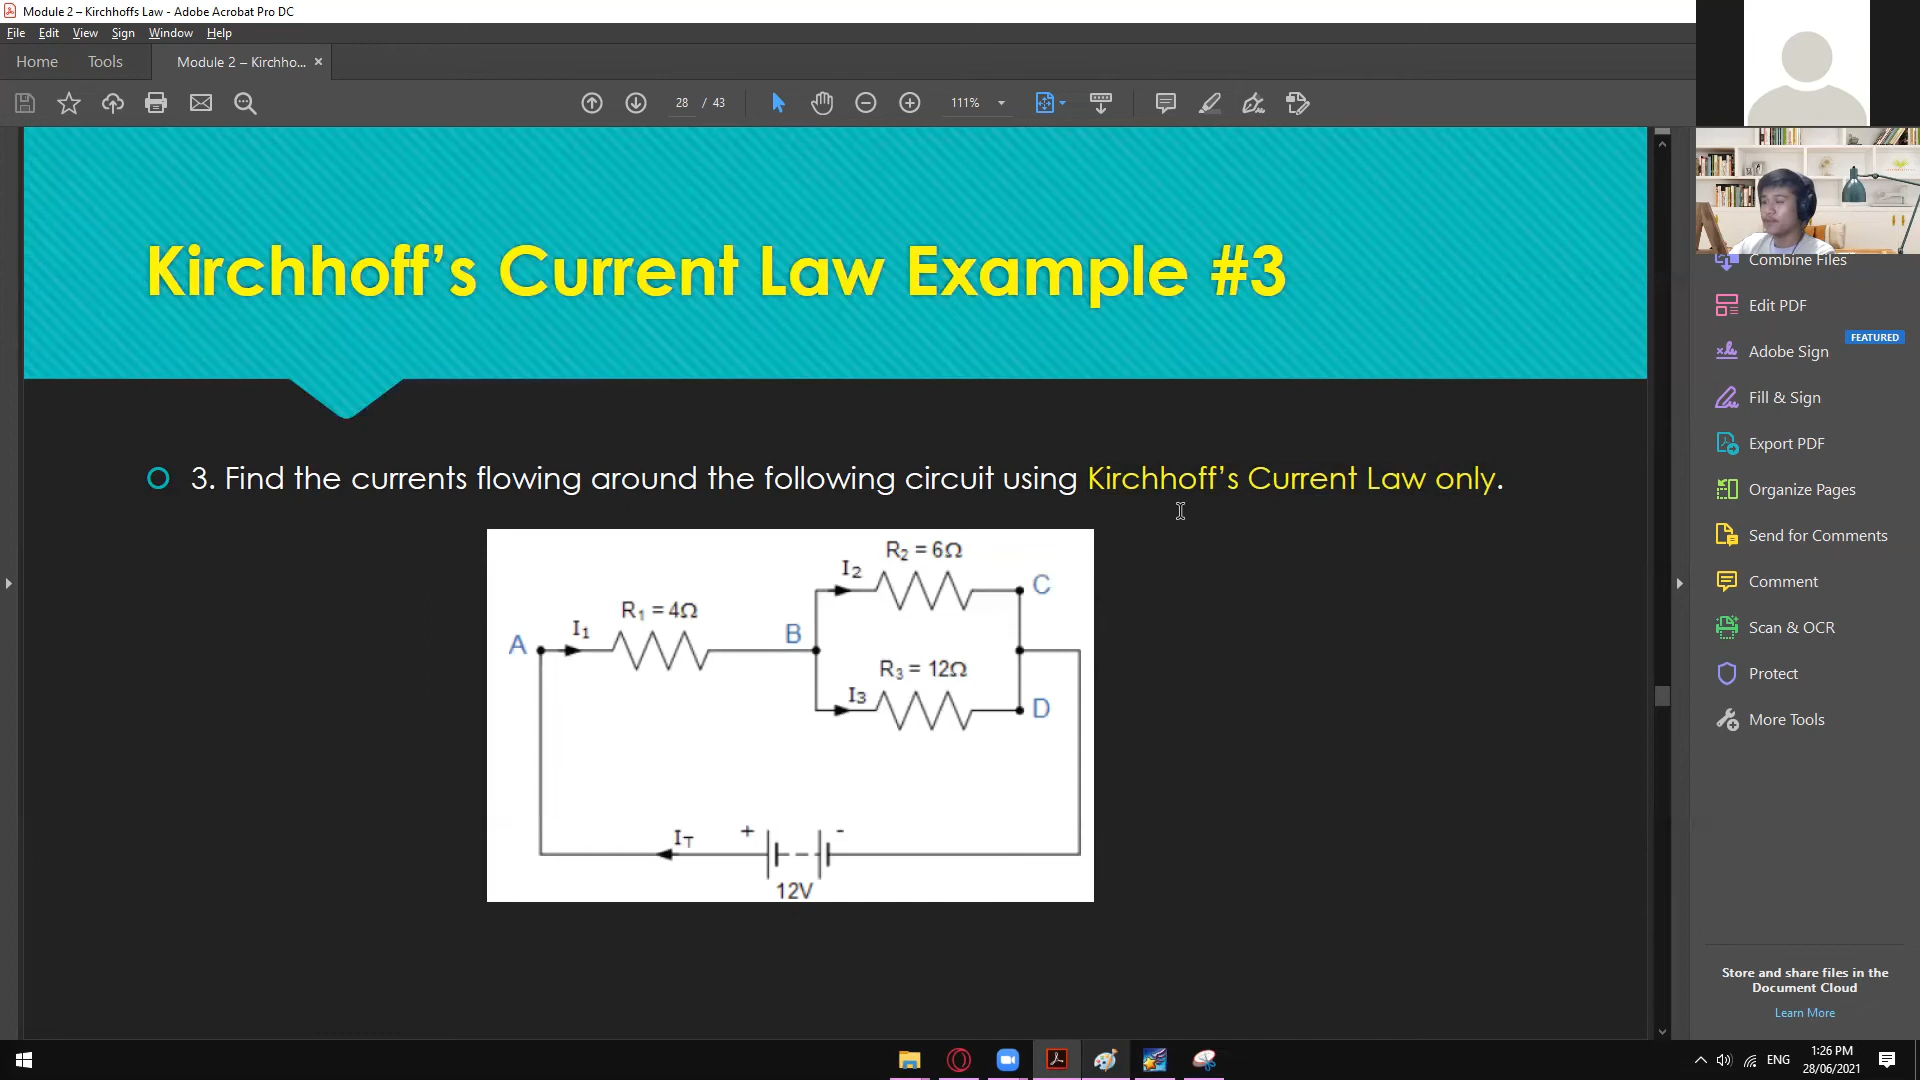 Module 2 – Kirchhoffs Law - Adobe Acrobat Pro DC
File Edit View Sign Window Help
Home Tools Module 2 – Kirchho... ×
28 / 43 111%
Kirchhoff’s Current Law Example #3
3. Find the currents flowing around the following circuit using Kirchhoff’s Current Law only.
R2 = 6Ω
I2
C
R1 = 4Ω
I1
B
A
R3 = 12Ω
I3
D
IT
+ -
12V
Combine Files
Edit PDF
FEATURED
Adobe Sign
Fill & Sign
Export PDF
Organize Pages
Send for Comments
Comment
Scan & OCR
Protect
More Tools
Store and share files in the
Document Cloud
Learn More
ENG
1:26 PM
28/06/2021